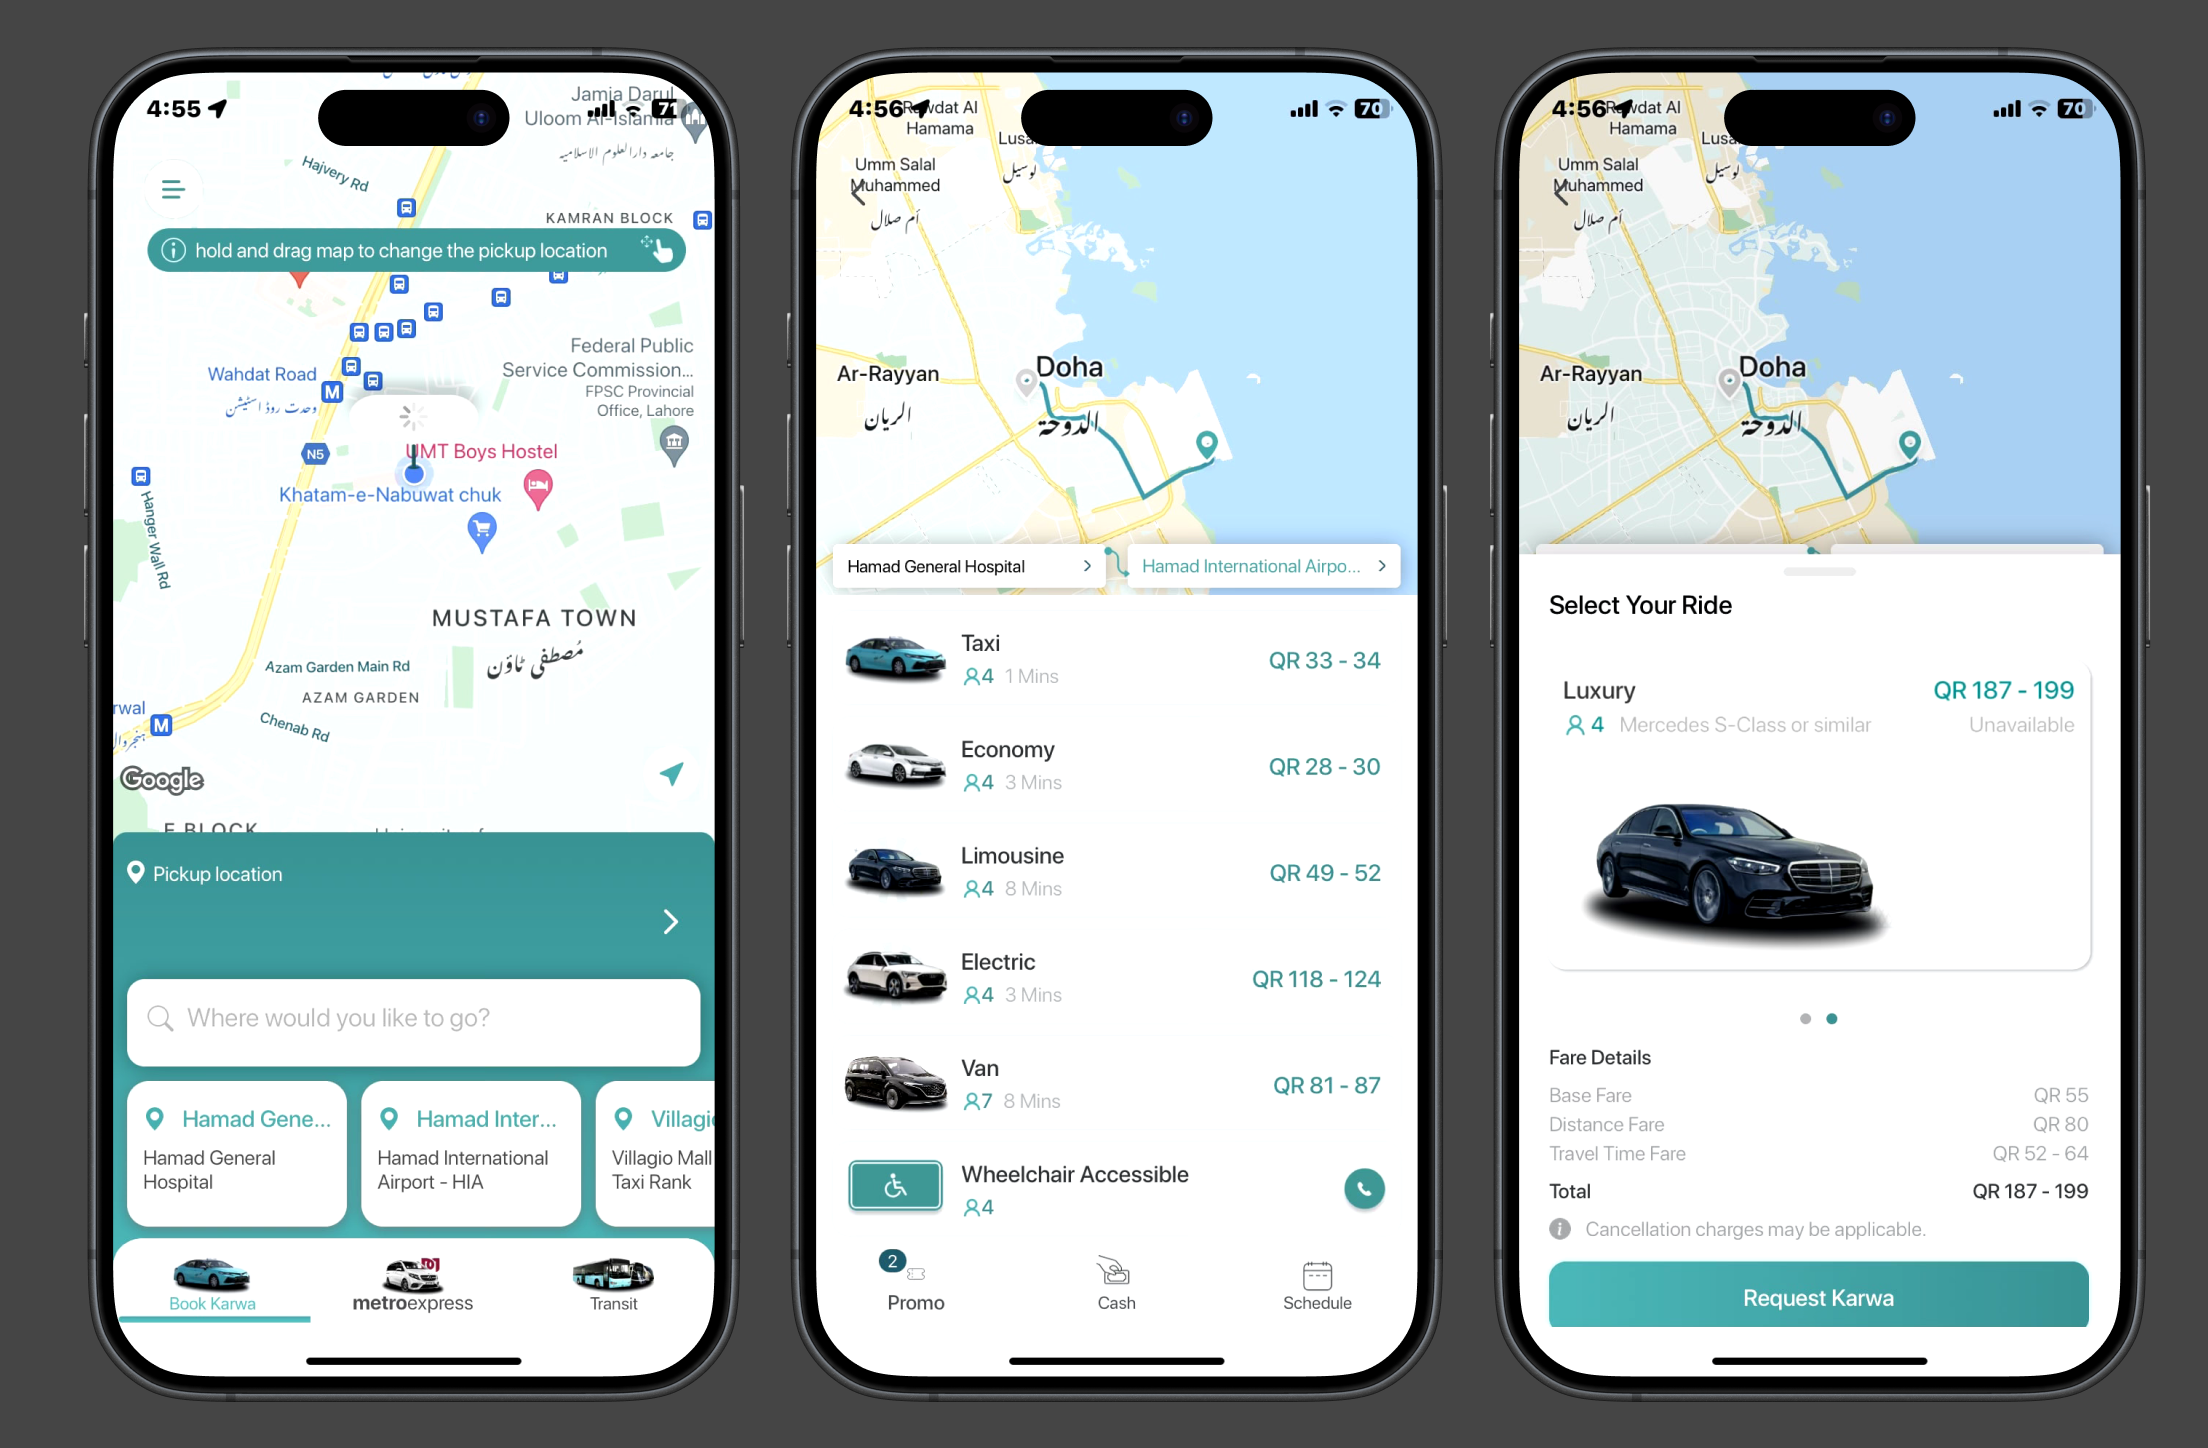 4:55
71
Jamia Darul
Uloom Al-Islamia
جامعہ دارالعلوم الاسلامیہ
Hajvery Rd
KAMRAN BLOCK
hold and drag map to change the pickup location
Federal Public
Service Commission...
FPSC Provincial
Office, Lahore
Wahdat Road
وحدت روڈ اسٹیشن
M
N5
UMT Boys Hostel
Khatam-e-Nabuwat chuk
Hanger Wall Rd
MUSTAFA TOWN
مُصطفٰی ٹاؤن
Azam Garden Main Rd
AZAM GARDEN
Chenab Rd
rwal
M
Google
E BLOCK
Pickup location
Where would you like to go?
Hamad Gene...
Hamad General
Hospital
Hamad Inter...
Hamad International
Airport - HIA
Villagio
Villagio Mall
Taxi Rank
Book Karwa
metroexpress
Transit
4:56
70
Rawdat Al
Hamama
Lusa
لوسيل
Umm Salal
Muhammed
أم صلال
Doha
الدوحة
Ar-Rayyan
الريان
Hamad General Hospital
Hamad International Airpo...
Taxi
4 1 Mins
QR 33 - 34
Economy
4 3 Mins
QR 28 - 30
Limousine
4 8 Mins
QR 49 - 52
Electric
4 3 Mins
QR 118 - 124
Van
7 8 Mins
QR 81 - 87
Wheelchair Accessible
4
2
Promo
Cash
Schedule
4:56
70
Rawdat Al
Hamama
Lusa
لوسيل
Umm Salal
Muhammed
أم صلال
Doha
الدوحة
Ar-Rayyan
الريان
Select Your Ride
Luxury
QR 187 - 199
4 Mercedes S-Class or similar
Unavailable
Fare Details
Base Fare
QR 55
Distance Fare
QR 80
Travel Time Fare
QR 52 - 64
Total
QR 187 - 199
Cancellation charges may be applicable.
Request Karwa